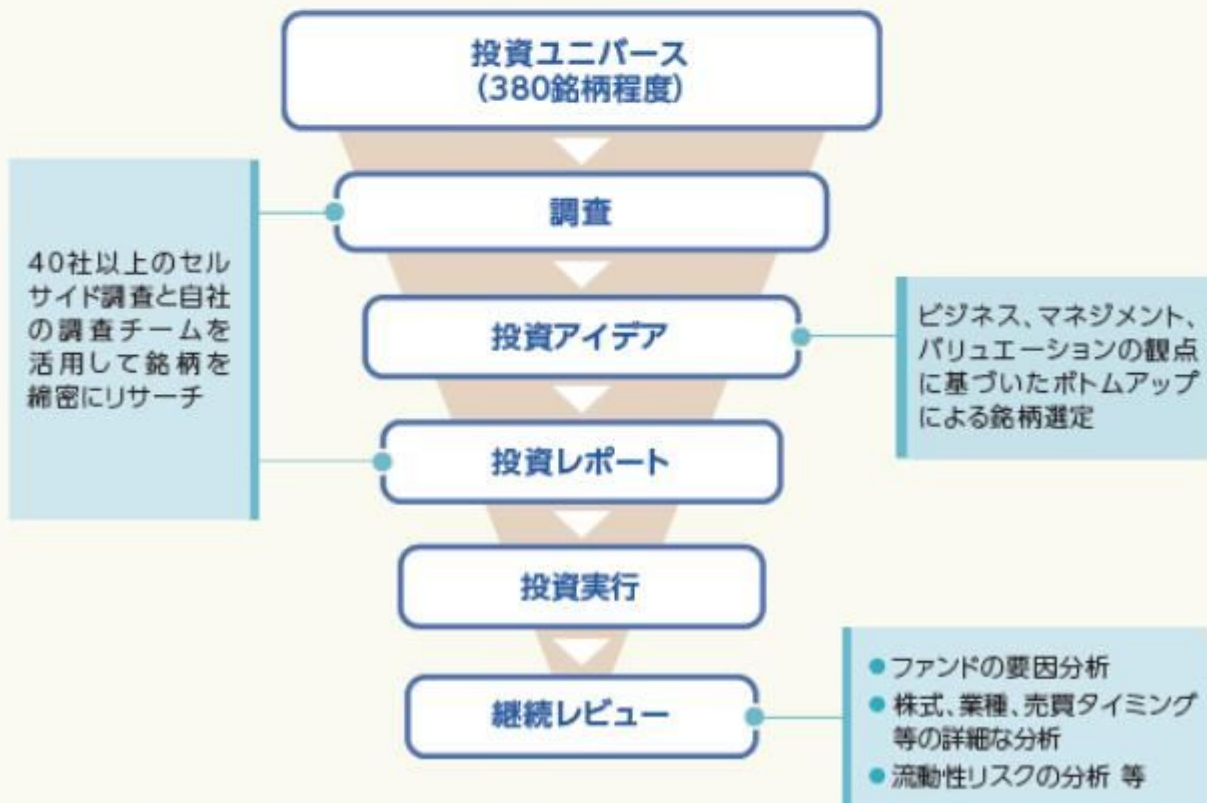 投資ユニバース
(380銘柄程度)
調査
40社以上のセル
サイド調査と自社
の調査チームを
活用して銘柄を
綿密にリサーチ
投資アイデア
ビジネス、マネジメント、
バリュエーションの観点
に基づいたボトムアップ
による銘柄選定
投資レポート
投資実行
継続レビュー
●ファンドの要因分析
●株式、業種、売買タイミング
等の詳細な分析
●流動性リスクの分析 等